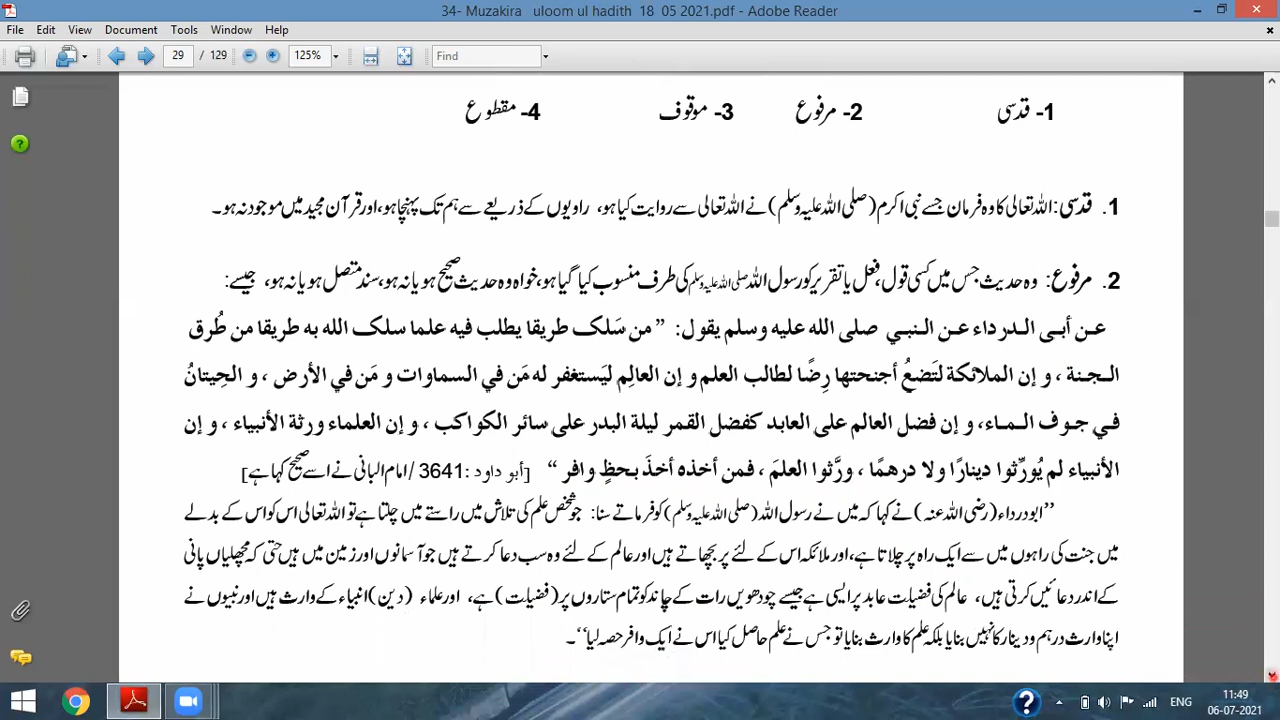 34- Muzakira uloom ul hadith 18 05 2021.pdf - Adobe Reader
File Edit View Document Tools Window Help
29 / 129 125% Find
1- قدسی 2- مرفوع 3- موقوف 4- مقطوع
1. قدسی: اللہ تعالی کا وہ فرمان جسے نبی اکرم (صلی اللہ علیہ وسلم) نے اللہ تعالی سے روایت کیا ہو، راویوں کے ذریعے سے ہم تک پہنچا ہو، اور قرآن مجید میں موجود نہ ہو۔
2. مرفوع: وہ حدیث جس میں کسی قول، فعل یا تقریر کو رسول اللہ صلی اللہ علیہ وسلم کی طرف منسوب کیا گیا ہو، خواہ وہ حدیث صحیح ہو یا نہ ہو، سند متصل ہو یا نہ ہو، جیسے:
عـن أبـى الـدرداء عـن الـنبـي صلى الله عليه وسلم يقول: ” من سَلك طريقا يطلب فيه علما سلك الله به طريقا من طُرق
الـجـنة ، و إن الملائكة لتَضعُ أجنحتها رِضًا لطالب العلم و إن العالِم ليَستغفر له مَن في السماوات و مَن في الأرض ، و الحِيتانُ
فـي جـوف الـمـاء، و إن فضل العالم على العابد كفضل القمر ليلة البدر على سائر الكواكب ، و إن العلماء ورثة الأنبياء ، و إن
الأنبياء لم يُورِّثوا دينارًا ولا درهمًا ، ورَّثوا العلمَ ، فمن أخذه أخذَ بـحظٍ وافر “ [أبو داود :3641 / امام البانی نے اسے صحیح کہا ہے]
’’ابودرداء (رضی اللہ عنہ) نے کہا کہ میں نے رسول اللہ (صلی اللہ علیہ وسلم) کو فرماتے سنا: جو شخص علم کی تلاش میں راستے میں چلتا ہے تو اللہ تعالی اس کو اس کے بدلے
میں جنت کی راہوں میں سے ایک راہ پر چلاتا ہے، اور ملائکہ اس کے لئے پر بچھاتے ہیں اور عالم کے لئے وہ سب دعا کرتے ہیں جو آسمانوں اور زمین میں ہیں حتی کہ مچھلیاں پانی
کے اندر دعائیں کرتی ہیں، عالم کی فضیلت عابد پر ایسی ہے جیسے چودھویں رات کے چاند کو تمام ستاروں پر (فضیلت) ہے، اور علماء (دین) انبیاء کے وارث ہیں اور نبیوں نے
اپنا وارث درہم و دینار کا نہیں بنایا بلکہ علم کا وارث بنایا تو جس نے علم حاصل کیا اس نے ایک وافر حصہ لیا‘‘۔
ENG
11:49
06-07-2021